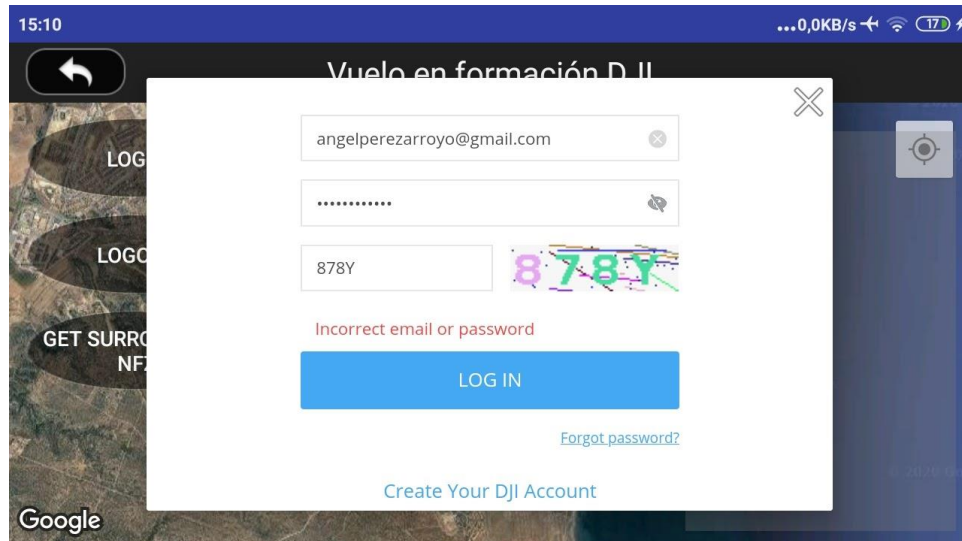 15:10
...0,0KB/s
17
Vuelo en formación DJI
angelperezarroyo@gmail.com
LOG
••••••••••••
LOGO
878Y
878Y
Incorrect email or password
GET SURRO
NFZ
LOG IN
Forgot password?
Create Your DJI Account
Google